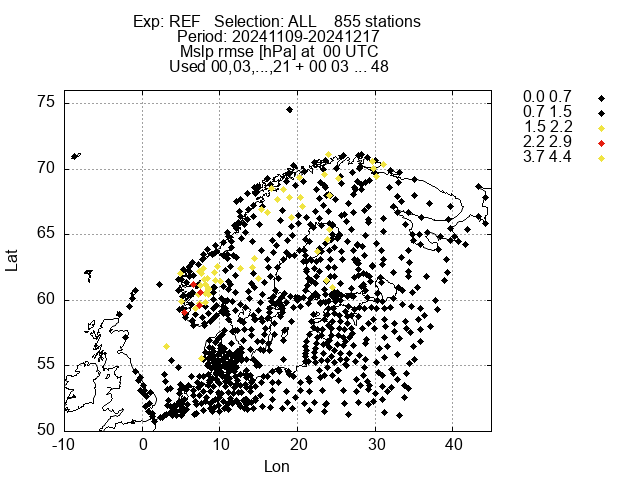 Exp: REF Selection: ALL 855 stations
Period: 20241109-20241217
Mslp rmse [hPa] at 00 UTC
Used 00,03,...,21 + 00 03 ... 48
0.0 0.7
0.7 1.5
1.5 2.2
2.2 2.9
3.7 4.4
75
70
65
60
55
50
Lat
-10 0 10 20 30 40
Lon